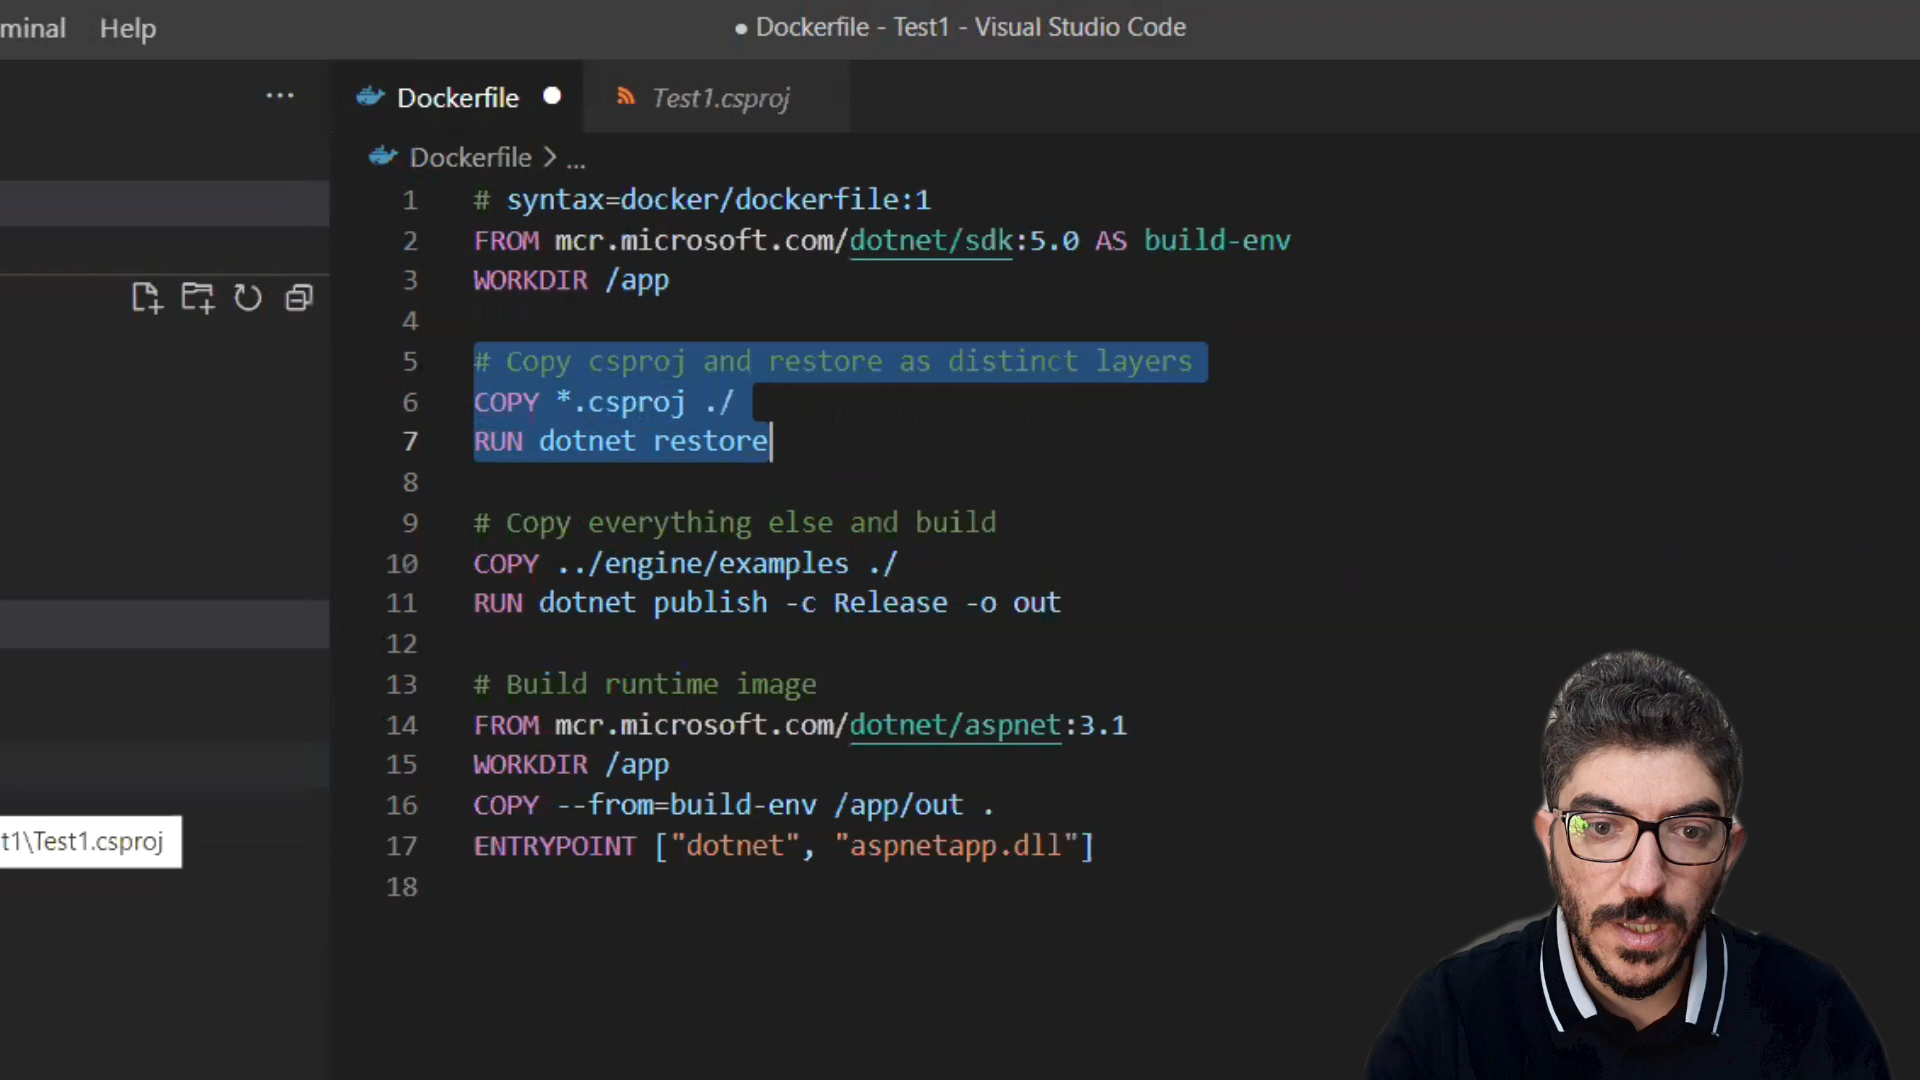 minal Help
● Dockerfile - Test1 - Visual Studio Code
... Dockerfile Test1.csproj
Dockerfile > ...
1 # syntax=docker/dockerfile:1
2 FROM mcr.microsoft.com/dotnet/sdk:5.0 AS build-env
3 WORKDIR /app
4
5 # Copy csproj and restore as distinct layers
6 COPY *.csproj ./
7 RUN dotnet restore
8
9 # Copy everything else and build
10 COPY ../engine/examples ./
11 RUN dotnet publish -c Release -o out
12
13 # Build runtime image
14 FROM mcr.microsoft.com/dotnet/aspnet:3.1
15 WORKDIR /app
16 COPY --from=build-env /app/out .
t1\Test1.csproj
17 ENTRYPOINT ["dotnet", "aspnetapp.dll"]
18